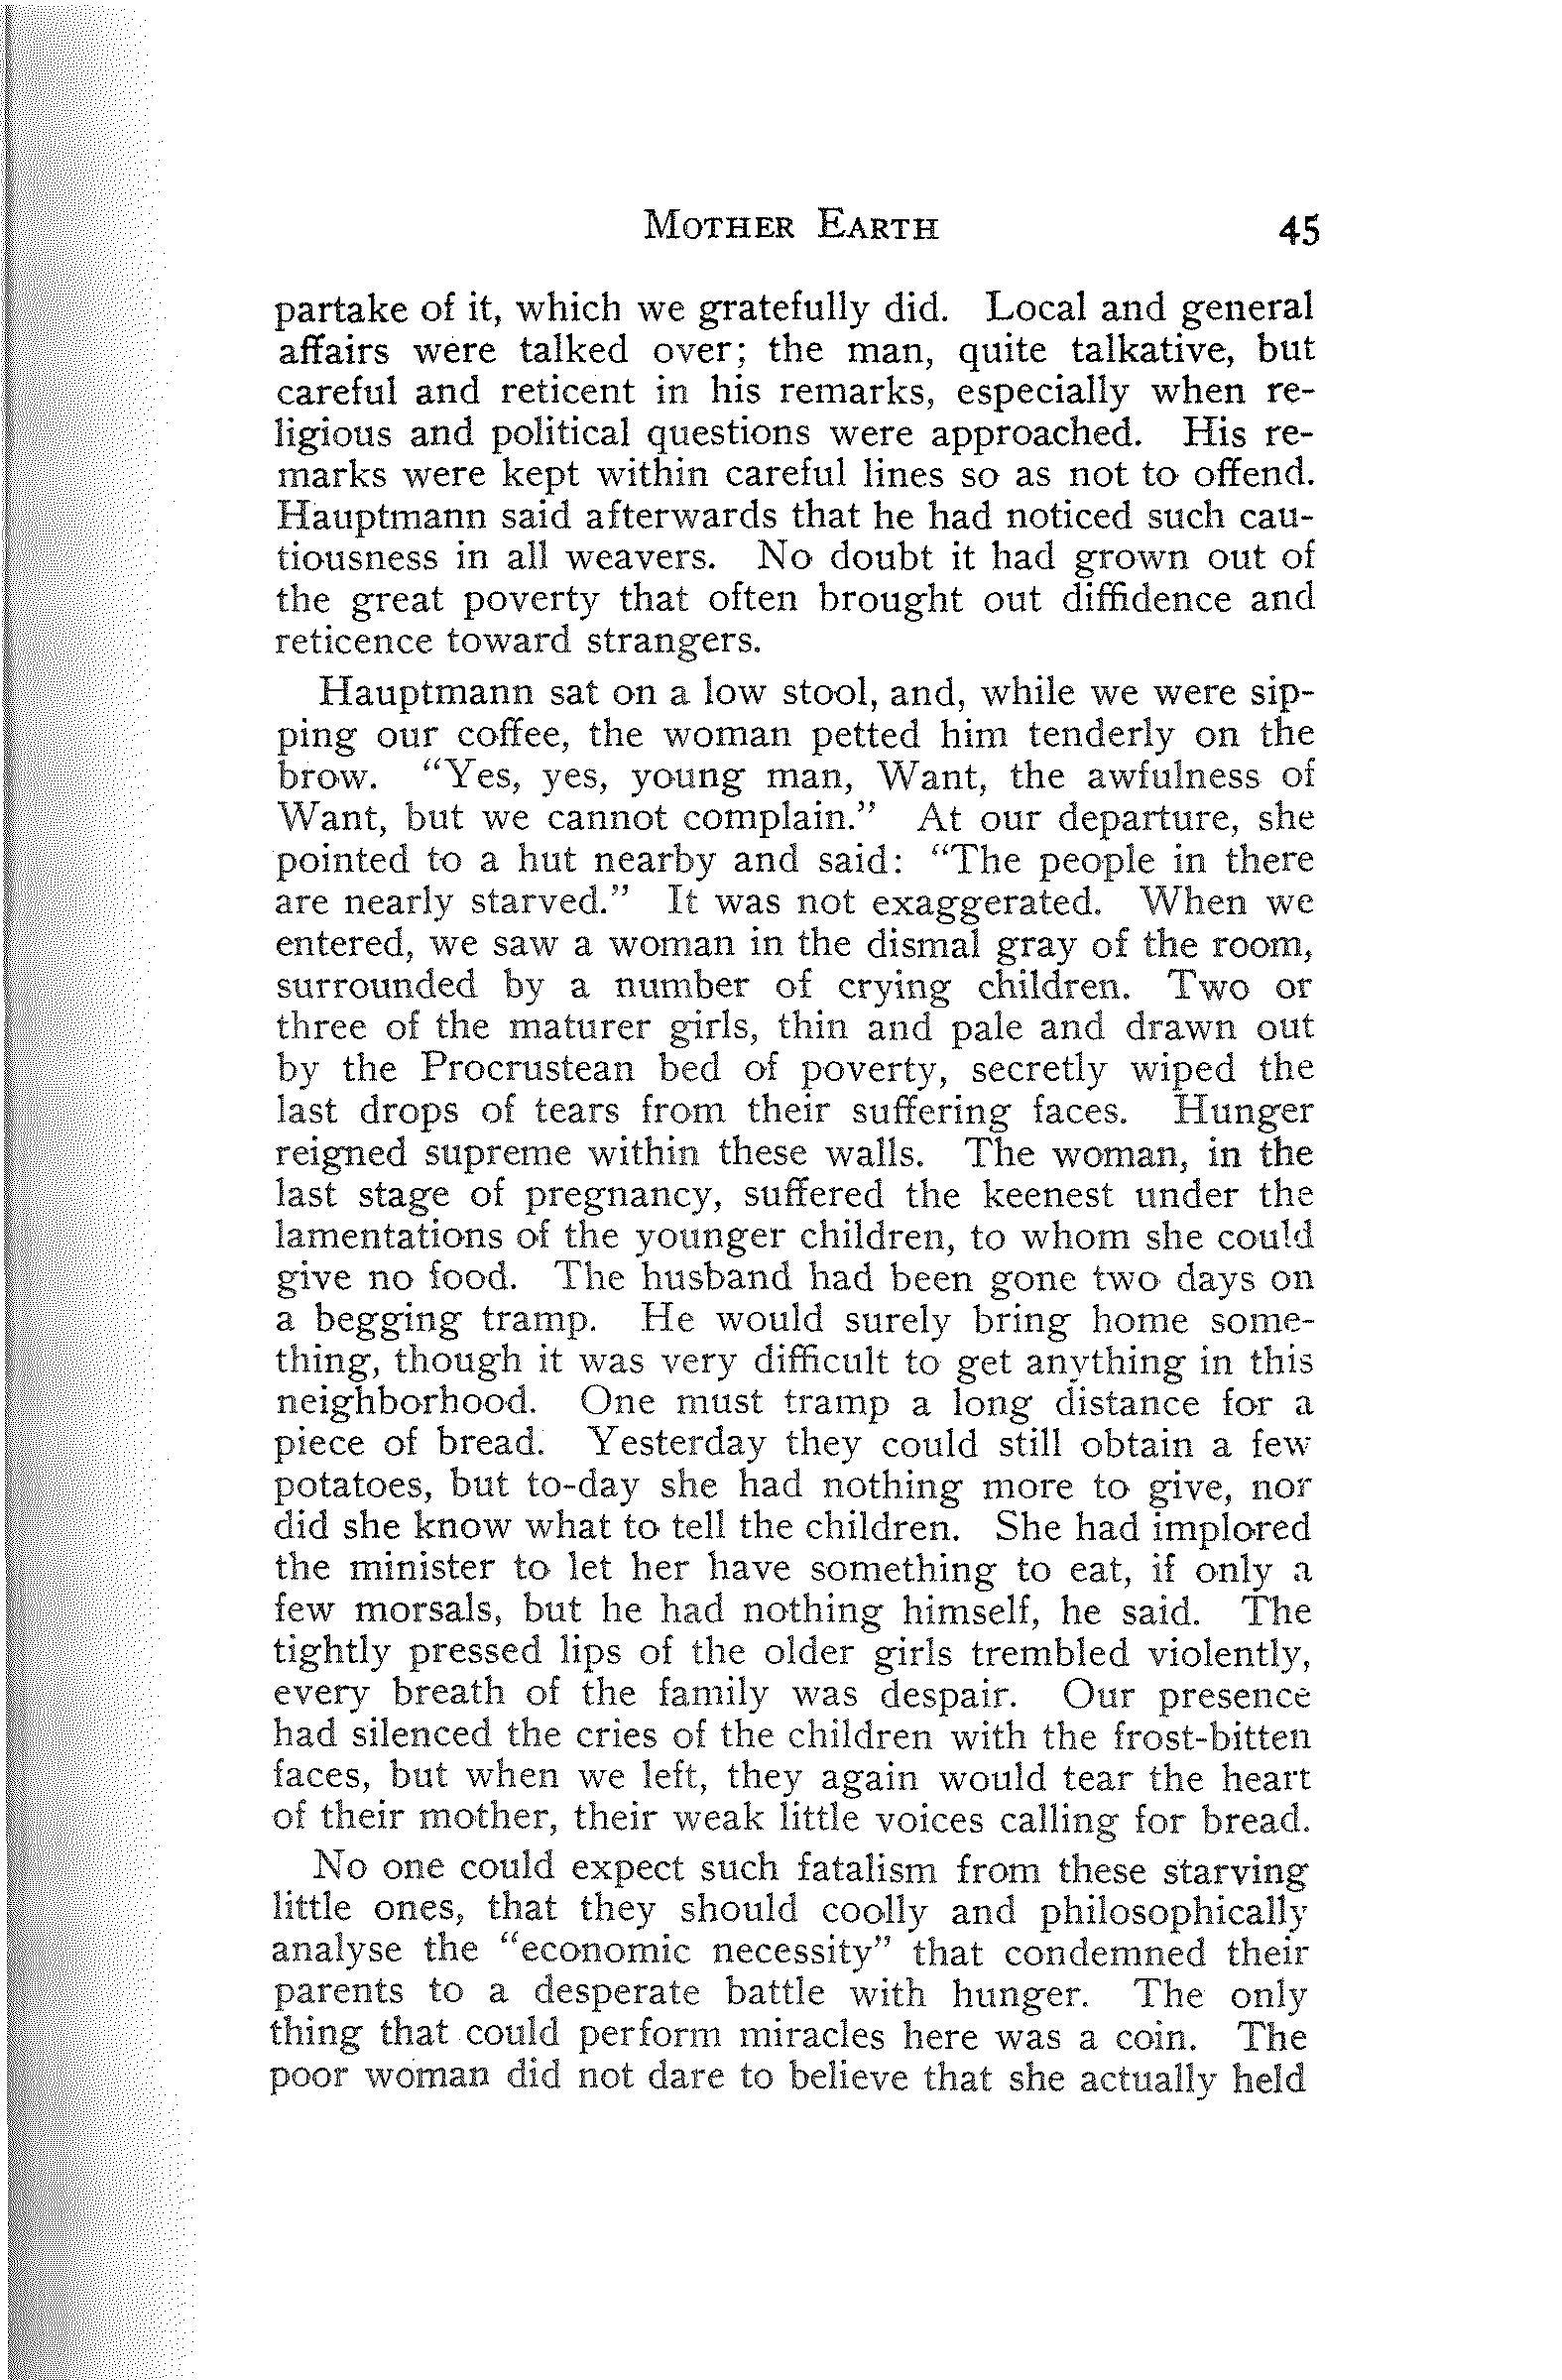 MOTHER EARTH 45
partake of it, which we gratefully did. Local and general
affairs were talked over; the man, quite talkative, but
careful and reticent in his remarks, especially when re-
ligious and political questions were approached. His re-
marks were kept within careful lines so as not to offend.
Hauptmann said afterwards that he had noticed such cau-
tiousness in all weavers. No doubt it had grown out of
the great poverty that often brought out diffidence and
reticence toward strangers.
Hauptmann sat on a low stool, and, while we were sip-
ping our coffee, the woman petted him tenderly on the
brow. "Yes, yes, young man, Want, the awfulness of
Want, but we cannot complain." At our departure, she
pointed to a hut nearby and said: "The people in there
are nearly starved." It was not exaggerated. When we
entered, we saw a woman in the dismal gray of the room,
surrounded by a number of crying children. Two or
three of the maturer girls, thin and pale and drawn out
by the Procrustean bed of poverty, secretly wiped the
last drops of tears from their suffering faces. Hunger
reigned supreme within these walls. The woman, in the
last stage of pregnancy, suffered the keenest under the
lamentations of the younger children, to whom she could
give no food. The husband had been gone two days on
a begging tramp. He would surely bring home some-
thing, though it was very difficult to get anything in this
neighborhood. One must tramp a long distance for a
piece of bread. Yesterday they could still obtain a few
potatoes, but to-day she had nothing more to give, nor
did she know what to tell the children. She had implored
the minister to let her have something to eat, if only a
few morsals, but he had nothing himself, he said. The
tightly pressed lips of the older girls trembled violently,
every breath of the family was despair. Our presence
had silenced the cries of the children with the frost-bitten
faces, but when we left, they again would tear the heart
of their mother, their weak little voices calling for bread.
No one could expect such fatalism from these starving
little ones, that they should coolly and philosophically
analyse the "economic necessity" that condemned their
parents to a desperate battle with hunger. The only
thing that could perform miracles here was a coin. The
poor woman did not dare to believe that she actually held